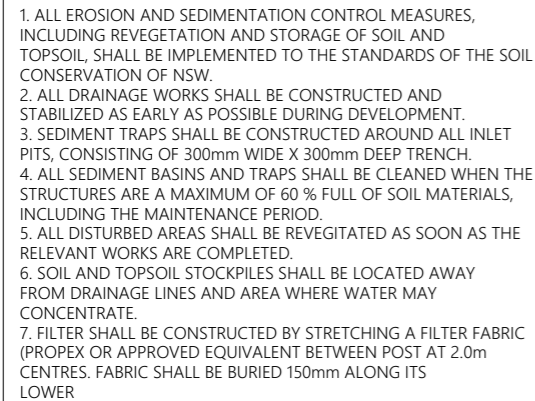 1. ALL EROSION AND SEDIMENTATION CONTROL MEASURES,
INCLUDING REVEGETATION AND STORAGE OF SOIL AND
TOPSOIL, SHALL BE IMPLEMENTED TO THE STANDARDS OF THE SOIL
CONSERVATION OF NSW.
2. ALL DRAINAGE WORKS SHALL BE CONSTRUCTED AND
STABILIZED AS EARLY AS POSSIBLE DURING DEVELOPMENT.
3. SEDIMENT TRAPS SHALL BE CONSTRUCTED AROUND ALL INLET
PITS, CONSISTING OF 300mm WIDE X 300mm DEEP TRENCH.
4. ALL SEDIMENT BASINS AND TRAPS SHALL BE CLEANED WHEN THE
STRUCTURES ARE A MAXIMUM OF 60 % FULL OF SOIL MATERIALS,
INCLUDING THE MAINTENANCE PERIOD.
5. ALL DISTURBED AREAS SHALL BE REVEGITATED AS SOON AS THE
RELEVANT WORKS ARE COMPLETED.
6. SOIL AND TOPSOIL STOCKPILES SHALL BE LOCATED AWAY
FROM DRAINAGE LINES AND AREA WHERE WATER MAY
CONCENTRATE.
7. FILTER SHALL BE CONSTRUCTED BY STRETCHING A FILTER FABRIC
(PROPEX OR APPROVED EQUIVALENT BETWEEN POST AT 2.0m
CENTRES. FABRIC SHALL BE BURIED 150mm ALONG ITS
LOWER